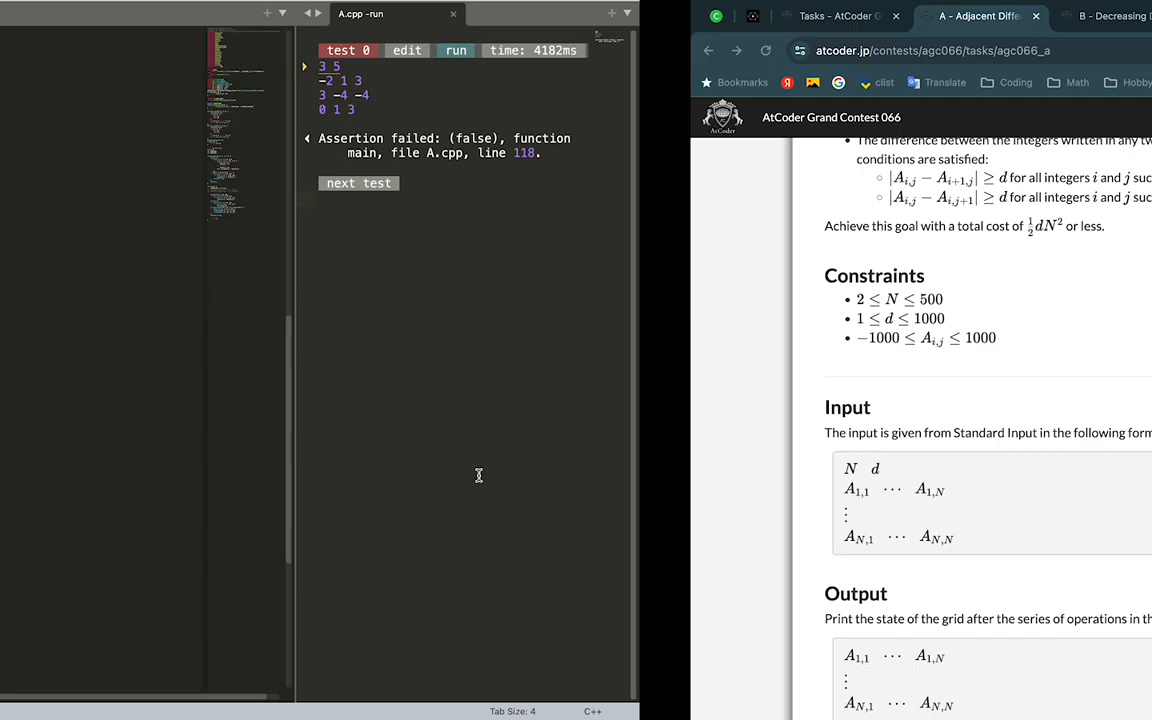 A.cpp -run
test 0 edit run time: 4182ms
3 5
-2 1 3
3 -4 -4
0 1 3
Assertion failed: (false), function
main, file A.cpp, line 118.
next test
Tab Size: 4 C++
Tasks - AtCoder G
A - Adjacent Diffe
B - Decreasing
atcoder.jp/contests/agc066/tasks/agc066_a
Bookmarks
clist
Translate
Coding
Math
Hobby
AtCoder
AtCoder Grand Contest 066
The difference between the integers written in any tw
conditions are satisfied:
|A_{i,j} − A_{i+1,j}| ≥ d for all integers i and j suc
|A_{i,j} − A_{i,j+1}| ≥ d for all integers i and j suc
Achieve this goal with a total cost of ½dN² or less.
Constraints
2 ≤ N ≤ 500
1 ≤ d ≤ 1000
−1000 ≤ A_{i,j} ≤ 1000
Input
The input is given from Standard Input in the following form
N d
A_{1,1} ⋯ A_{1,N}
⋮
A_{N,1} ⋯ A_{N,N}
Output
Print the state of the grid after the series of operations in th
A_{1,1} ⋯ A_{1,N}
⋮
A_{N,1} ⋯ A_{N,N}